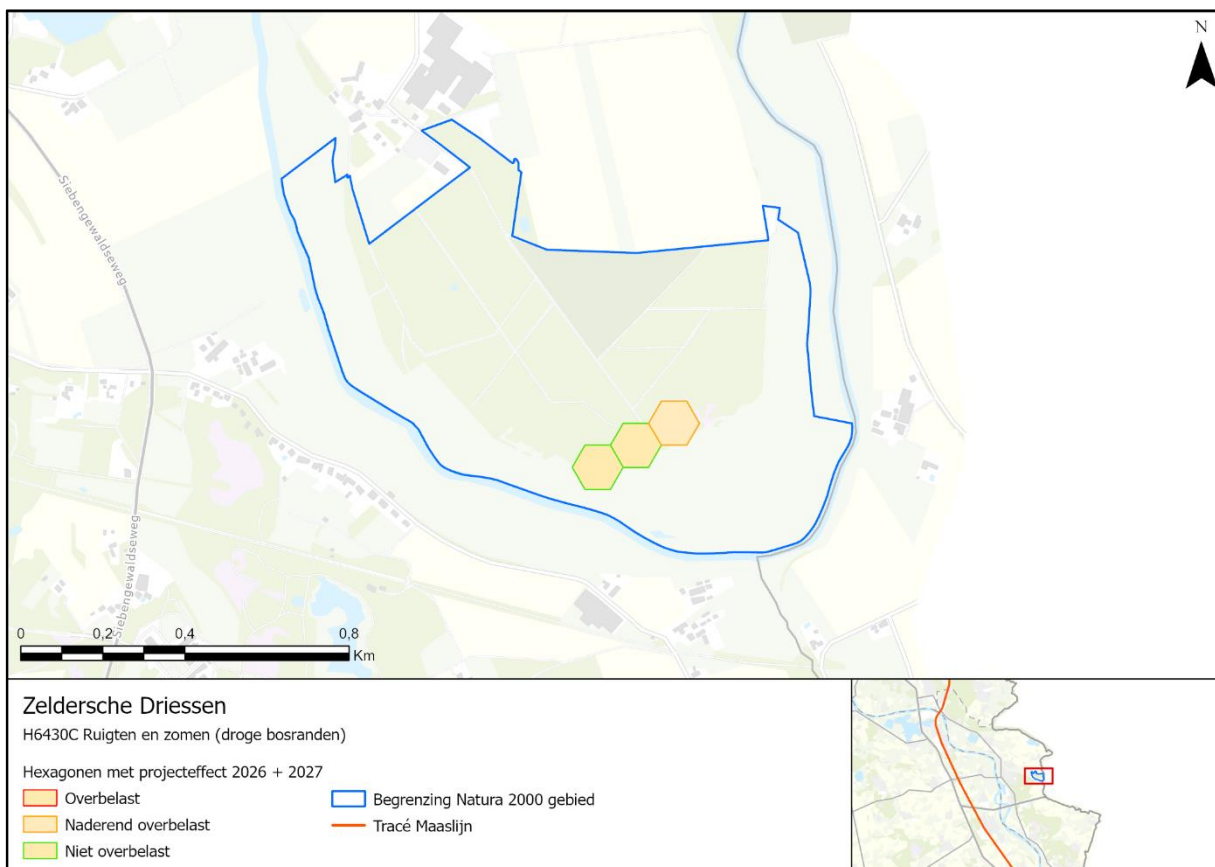 N
Siebengewaldseweg
Siebengewaldseweg
0 0,2 0,4 0,8
Km
Zeldersche Driessen
H6430C Ruigten en zomen (droge bosranden)
Hexagonen met projecteffect 2026 + 2027
Overbelast
Naderend overbelast
Niet overbelast
Begrenzing Natura 2000 gebied
Tracé Maaslijn